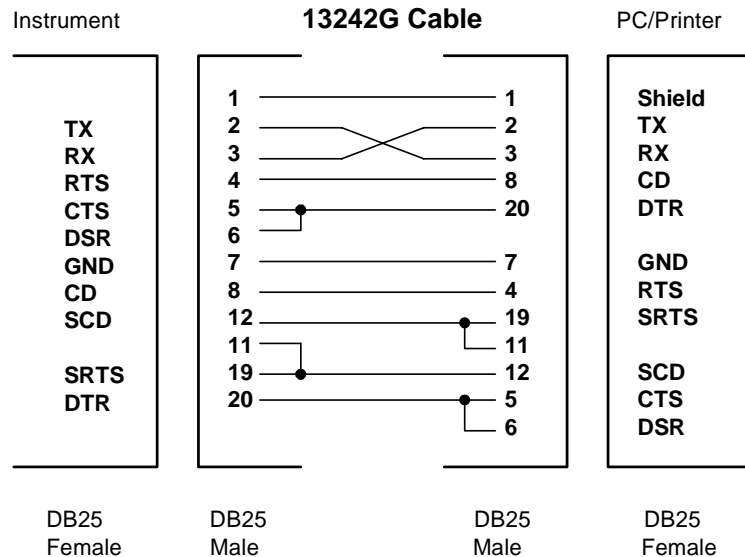 Instrument 13242G Cable PC/Printer
1 1 Shield
TX 2 2 TX
RX 3 3 RX
RTS 4 8 CD
CTS 5 20 DTR
DSR 6
GND 7 7 GND
CD 8 4 RTS
SCD 12 19 SRTS
11 11
SRTS 19 12 SCD
DTR 20 5 CTS
6 DSR
DB25 DB25 DB25 DB25
Female Male Male Female